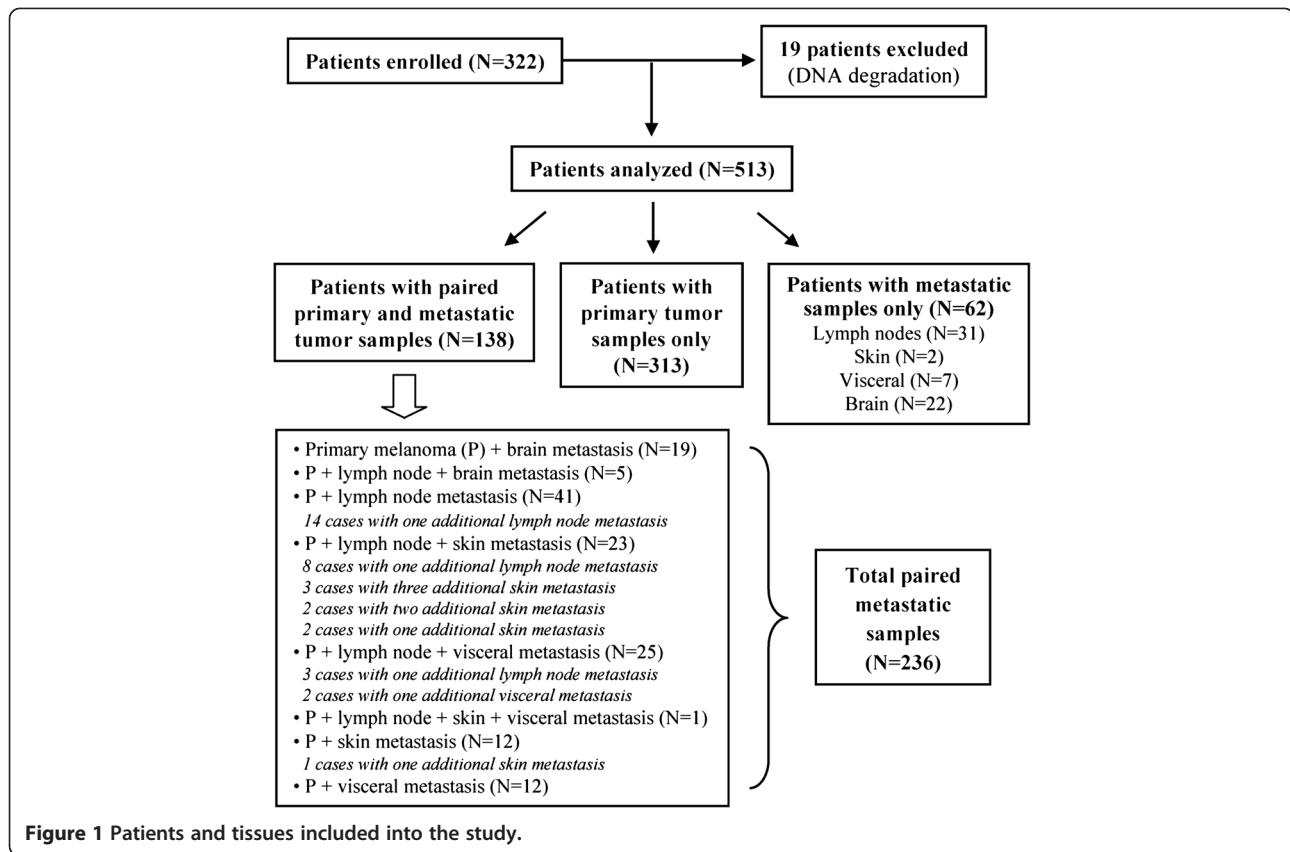 Patients enrolled (N=322)
19 patients excluded
(DNA degradation)
Patients analyzed (N=513)
Patients with paired
primary and metastatic
tumor samples (N=138)
Patients with
primary tumor
samples only
(N=313)
Patients with metastatic
samples only (N=62)
Lymph nodes (N=31)
Skin (N=2)
Visceral (N=7)
Brain (N=22)
• Primary melanoma (P) + brain metastasis (N=19)
• P + lymph node + brain metastasis (N=5)
• P + lymph node metastasis (N=41)
14 cases with one additional lymph node metastasis
• P + lymph node + skin metastasis (N=23)
8 cases with one additional lymph node metastasis
3 cases with three additional skin metastasis
2 cases with two additional skin metastasis
2 cases with one additional skin metastasis
• P + lymph node + visceral metastasis (N=25)
3 cases with one additional lymph node metastasis
2 cases with one additional visceral metastasis
• P + lymph node + skin + visceral metastasis (N=1)
• P + skin metastasis (N=12)
1 cases with one additional skin metastasis
• P + visceral metastasis (N=12)
Total paired
metastatic
samples
(N=236)
Figure 1 Patients and tissues included into the study.